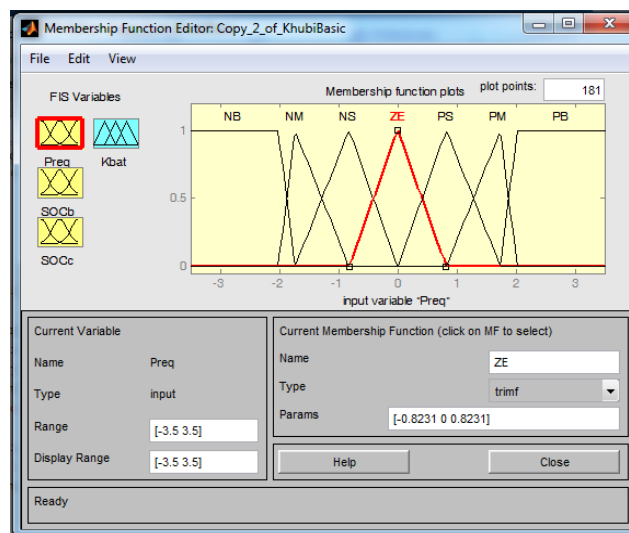 Membership Function Editor: Copy_2_of_KhubiBasic
File Edit View
FIS Variables
Membership function plots
plot points:
181
Preq
Kbat
SOCb
SOCc
NB NM NS ZE PS PM PB
1
0.5
0
-3 -2 -1 0 1 2 3
input variable "Preq"
Current Variable
Name Preq
Type input
Range [-3.5 3.5]
Display Range [-3.5 3.5]
Current Membership Function (click on MF to select)
Name ZE
Type trimf
Params [-0.8231 0 0.8231]
Help Close
Ready